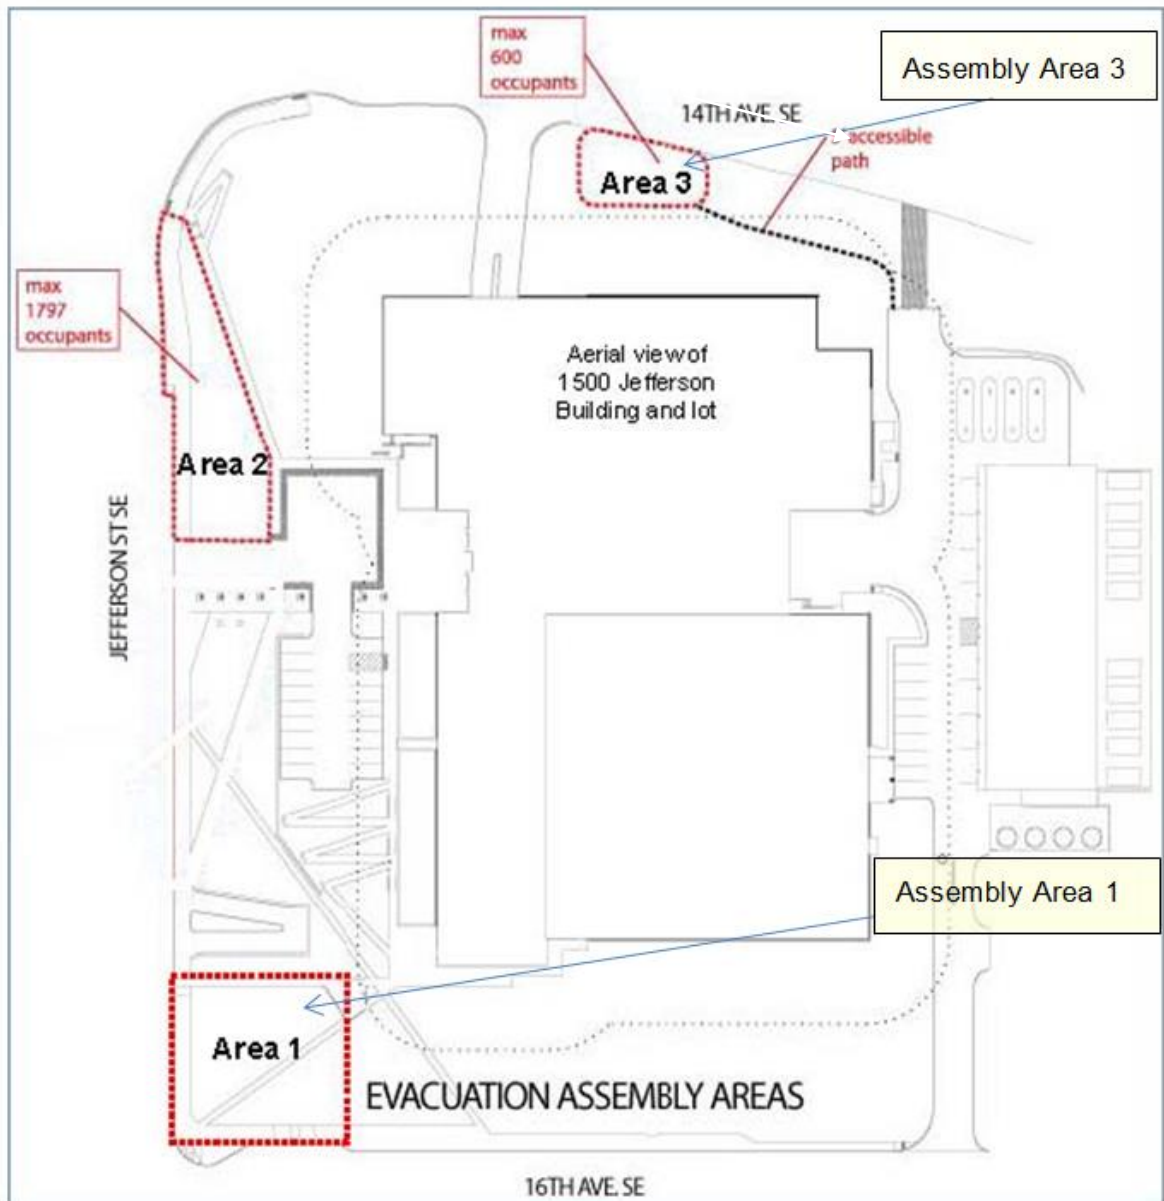 max
600
occupants
Assembly Area 3
14TH AVE. SE
accessible
path
Area 3
max
1797
occupants
Aerial view of
1500 Jefferson
Building and lot
Area 2
JEFFERSON ST SE
Assembly Area 1
Area 1
EVACUATION ASSEMBLY AREAS
16TH AVE. SE